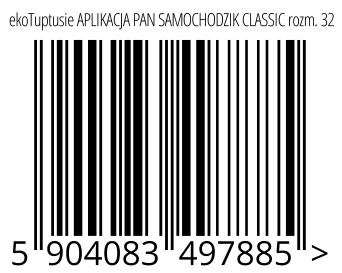 ekoTuptusie APLIKACJA PAN SAMOCHODZIK CLASSIC rozm. 32
5 904083 497885 >